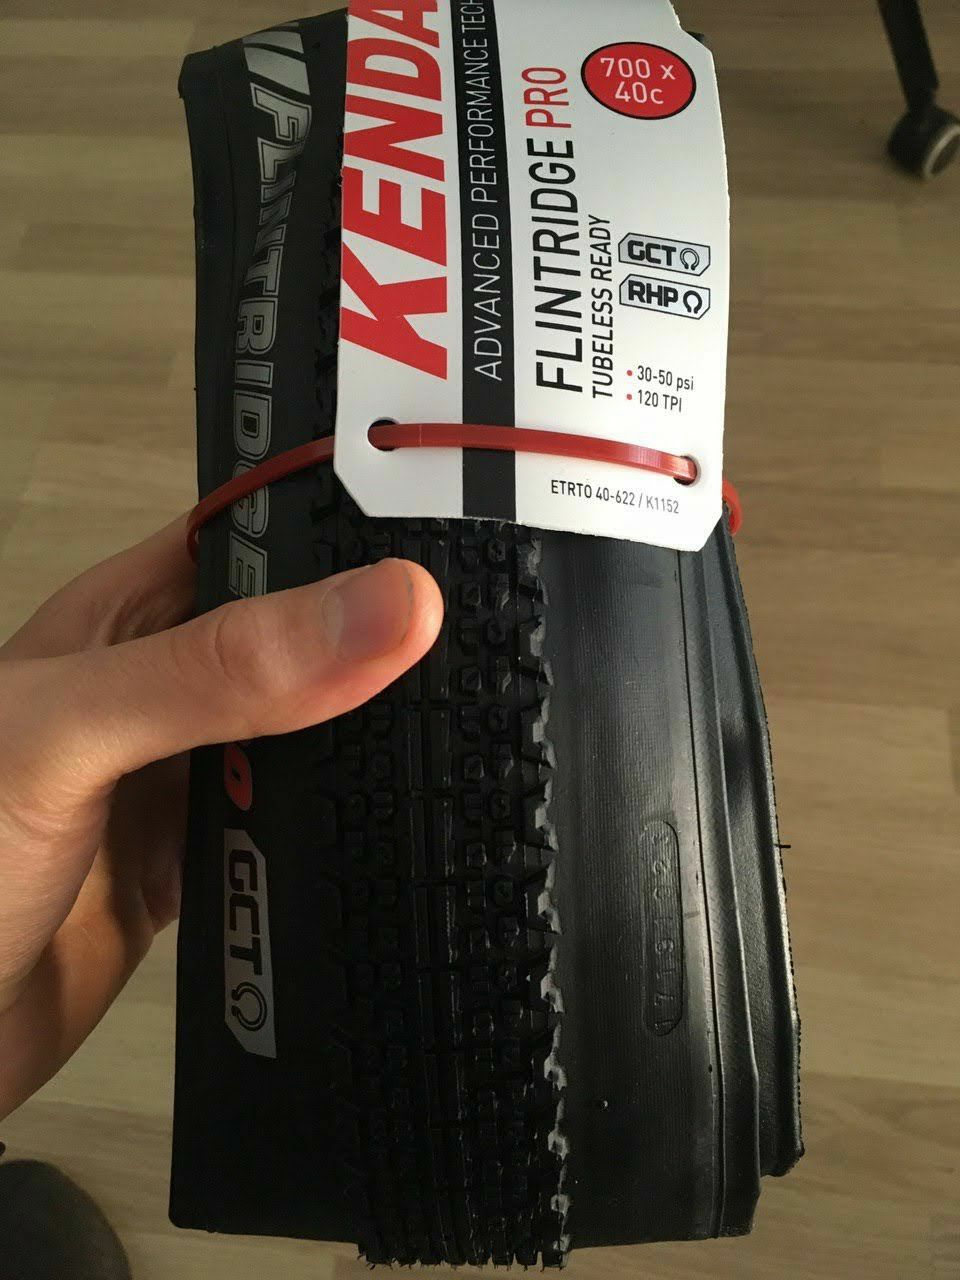 KENDA
ADVANCED PERFORMANCE TECH
FLINTRIDGE PRO
TUBELESS READY
700 x
40c
GCT
RHP
• 30-50 psi
• 120 TPI
ETRTO 40-622 / K1152
FLINTRIDGE
GCT